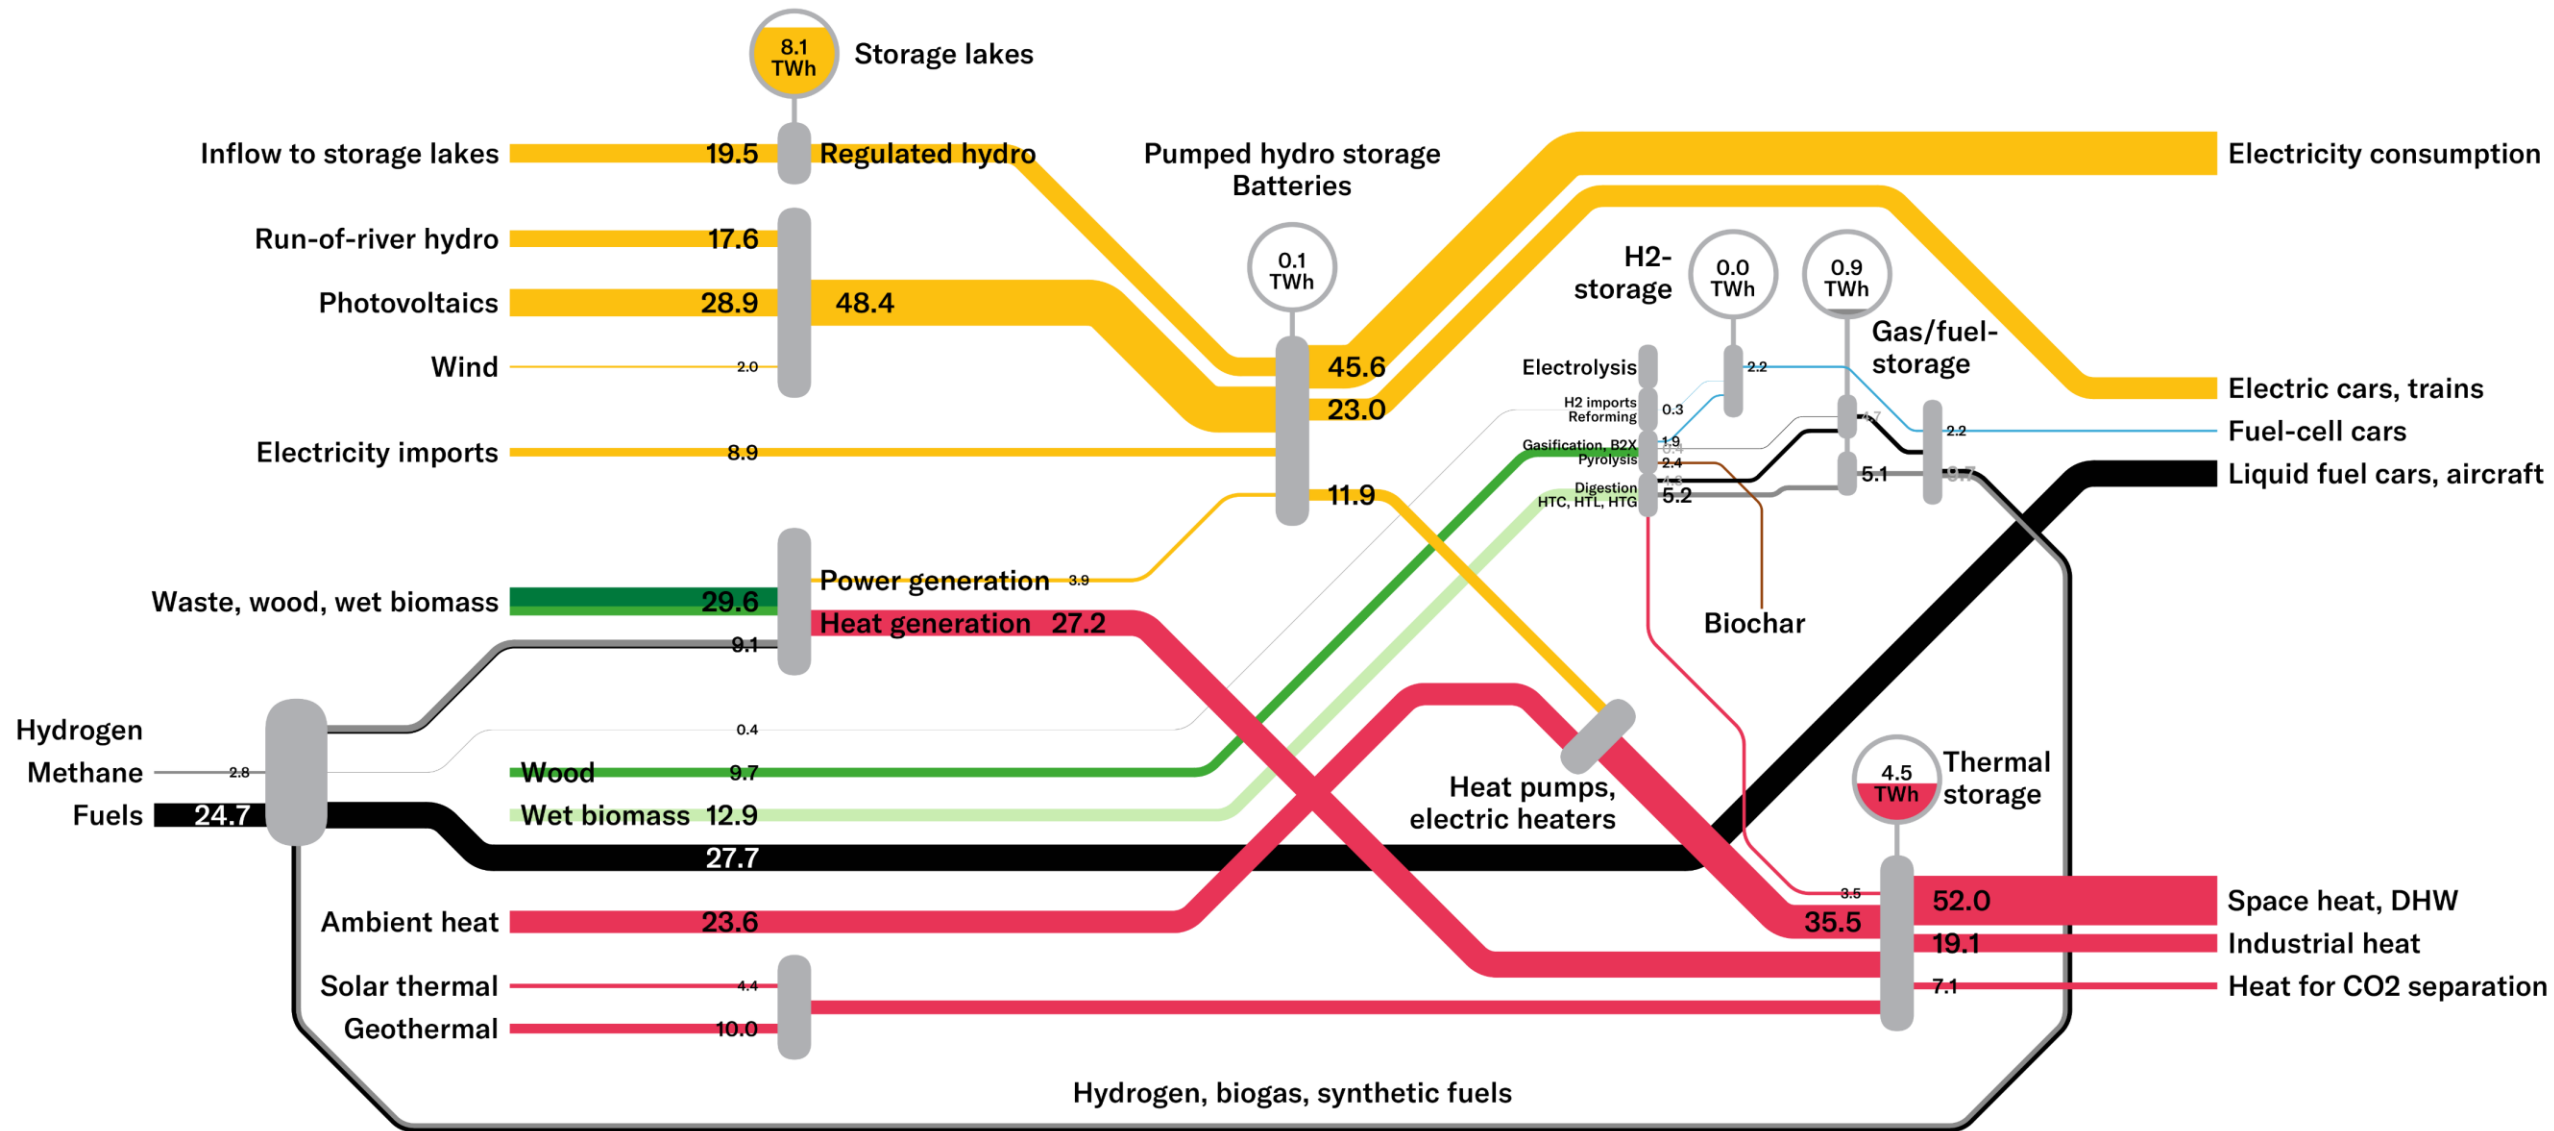 8.1
TWh
Storage lakes
Inflow to storage lakes
19.5
Regulated hydro
Pumped hydro storage
Batteries
Electricity consumption
Run-of-river hydro
17.6
Photovoltaics
28.9
48.4
Wind
2.0
0.1
TWh
H2-
storage
0.0
TWh
0.9
TWh
Gas/fuel-
storage
45.6
23.0
Electrolysis
2.2
H2 imports
Reforming
0.3
Electric cars, trains
Electricity imports
8.9
Gasification, B2X
Pyrolysis
1.9
2.4
2.2
Fuel-cell cars
11.9
Digestion
HTC, HTL, HTG
5.2
5.1
Liquid fuel cars, aircraft
Waste, wood, wet biomass
29.6
9.1
Power generation
3.9
Heat generation
27.2
Biochar
Hydrogen
0.4
Methane
2.8
Wood
9.7
Fuels
24.7
Wet biomass
12.9
27.7
Heat pumps,
electric heaters
4.5
TWh
Thermal
storage
Ambient heat
23.6
3.5
35.5
52.0
Space heat, DHW
19.1
Industrial heat
Solar thermal
4.4
7.1
Heat for CO2 separation
Geothermal
10.0
Hydrogen, biogas, synthetic fuels